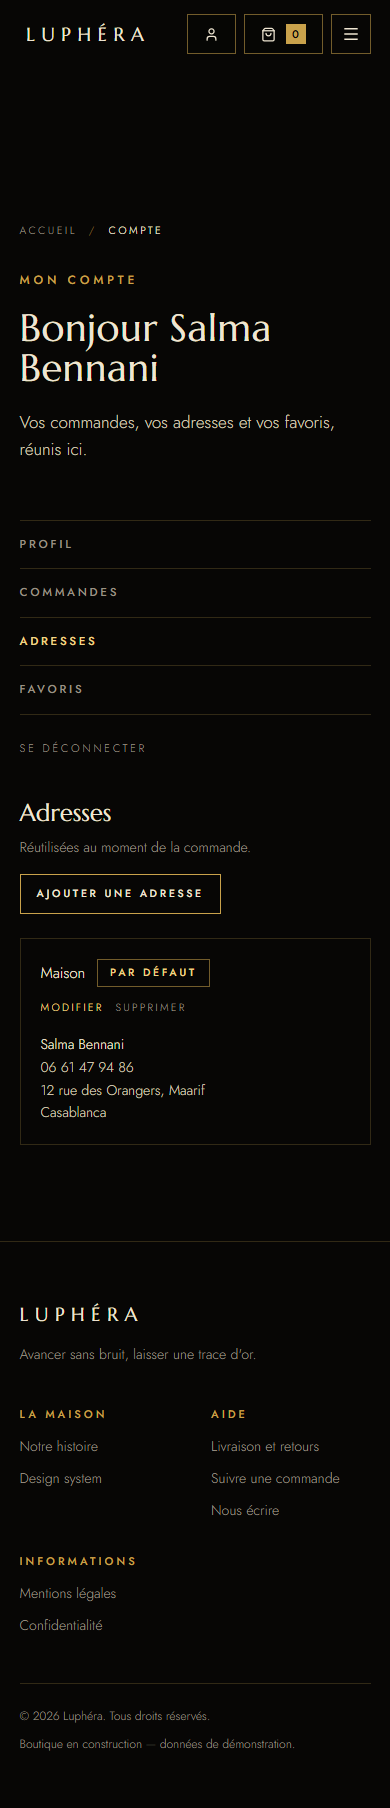 LUPHÉRA
0
ACCUEIL / COMPTE
MON COMPTE
Bonjour Salma
Bennani
Vos commandes, vos adresses et vos favoris,
réunis ici.
PROFIL
COMMANDES
ADRESSES
FAVORIS
SE DÉCONNECTER
Adresses
Réutilisées au moment de la commande.
AJOUTER UNE ADRESSE
Maison PAR DÉFAUT
MODIFIER SUPPRIMER
Salma Bennani
06 61 47 94 86
12 rue des Orangers, Maarif
Casablanca
LUPHÉRA
Avancer sans bruit, laisser une trace d'or.
LA MAISON
Notre histoire
Design system
AIDE
Livraison et retours
Suivre une commande
Nous écrire
INFORMATIONS
Mentions légales
Confidentialité
© 2026 Luphéra. Tous droits réservés.
Boutique en construction — données de démonstration.